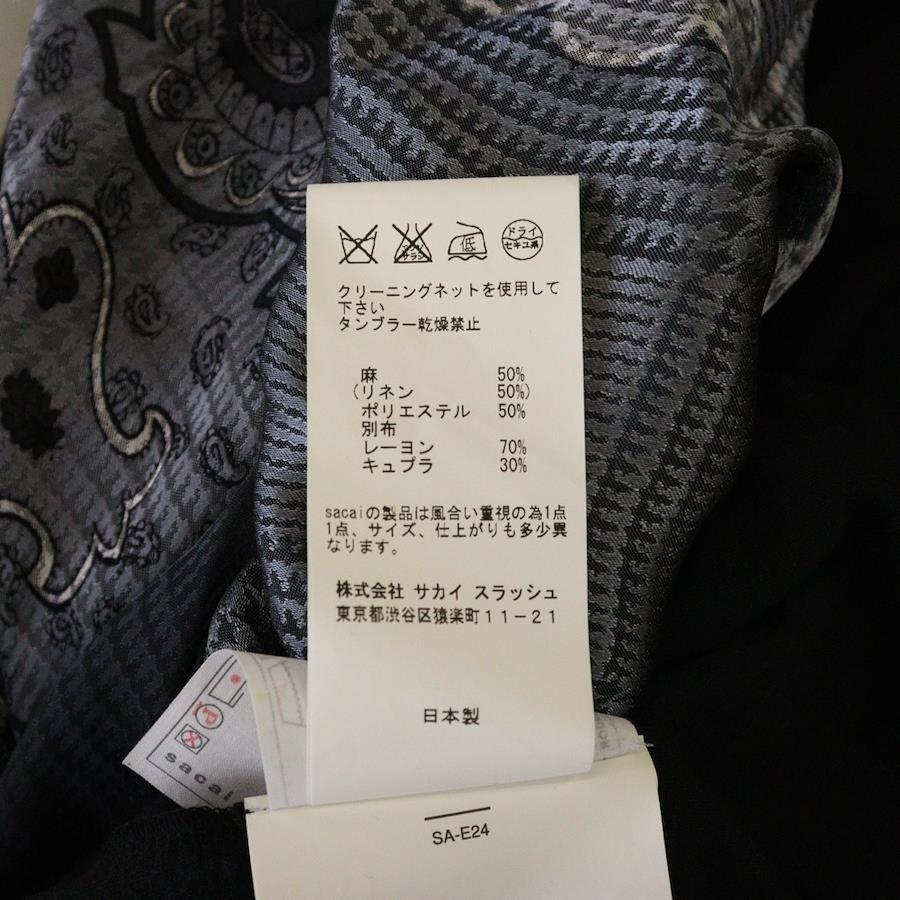 エンソ サラシ 低 ドライ
セキユ系
クリーニングネットを使用して
下さい
タンブラー乾燥禁止
麻 50%
(リネン 50%)
ポリエステル 50%
別布
レーヨン 70%
キュプラ 30%
sacaiの製品は風合い重視の為1点
1点、サイズ、仕上がりも多少異
なります。
株式会社 サカイ スラッシュ
東京都渋谷区猿楽町11-21
日本製
P
sacai
SA-E24